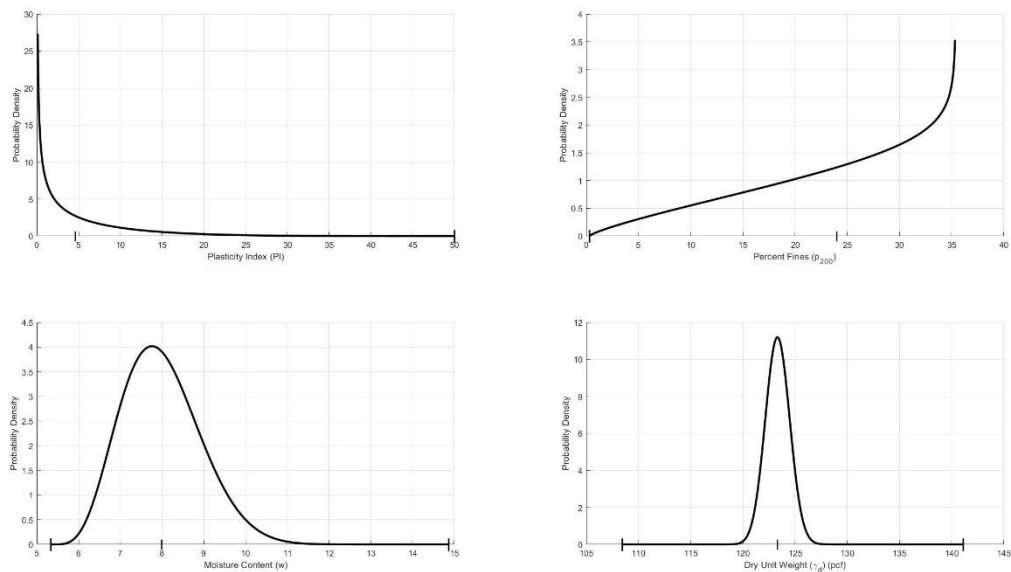 30
25
20
15
10
5
0
Probability Density
0 5 10 15 20 25 30 35 40 45 50
Plasticity Index (PI)
4
3.5
3
2.5
2
1.5
1
0.5
0
Probability Density
0 5 10 15 20 25 30 35 40
Percent Fines (p200)
4.5
4
3.5
3
2.5
2
1.5
1
0.5
0
Probability Density
5 6 7 8 9 10 11 12 13 14 15
Moisture Content (w)
12
10
8
6
4
2
0
Probability Density
105 110 115 120 125 130 135 140 145
Dry Unit Weight (γd) (pcf)